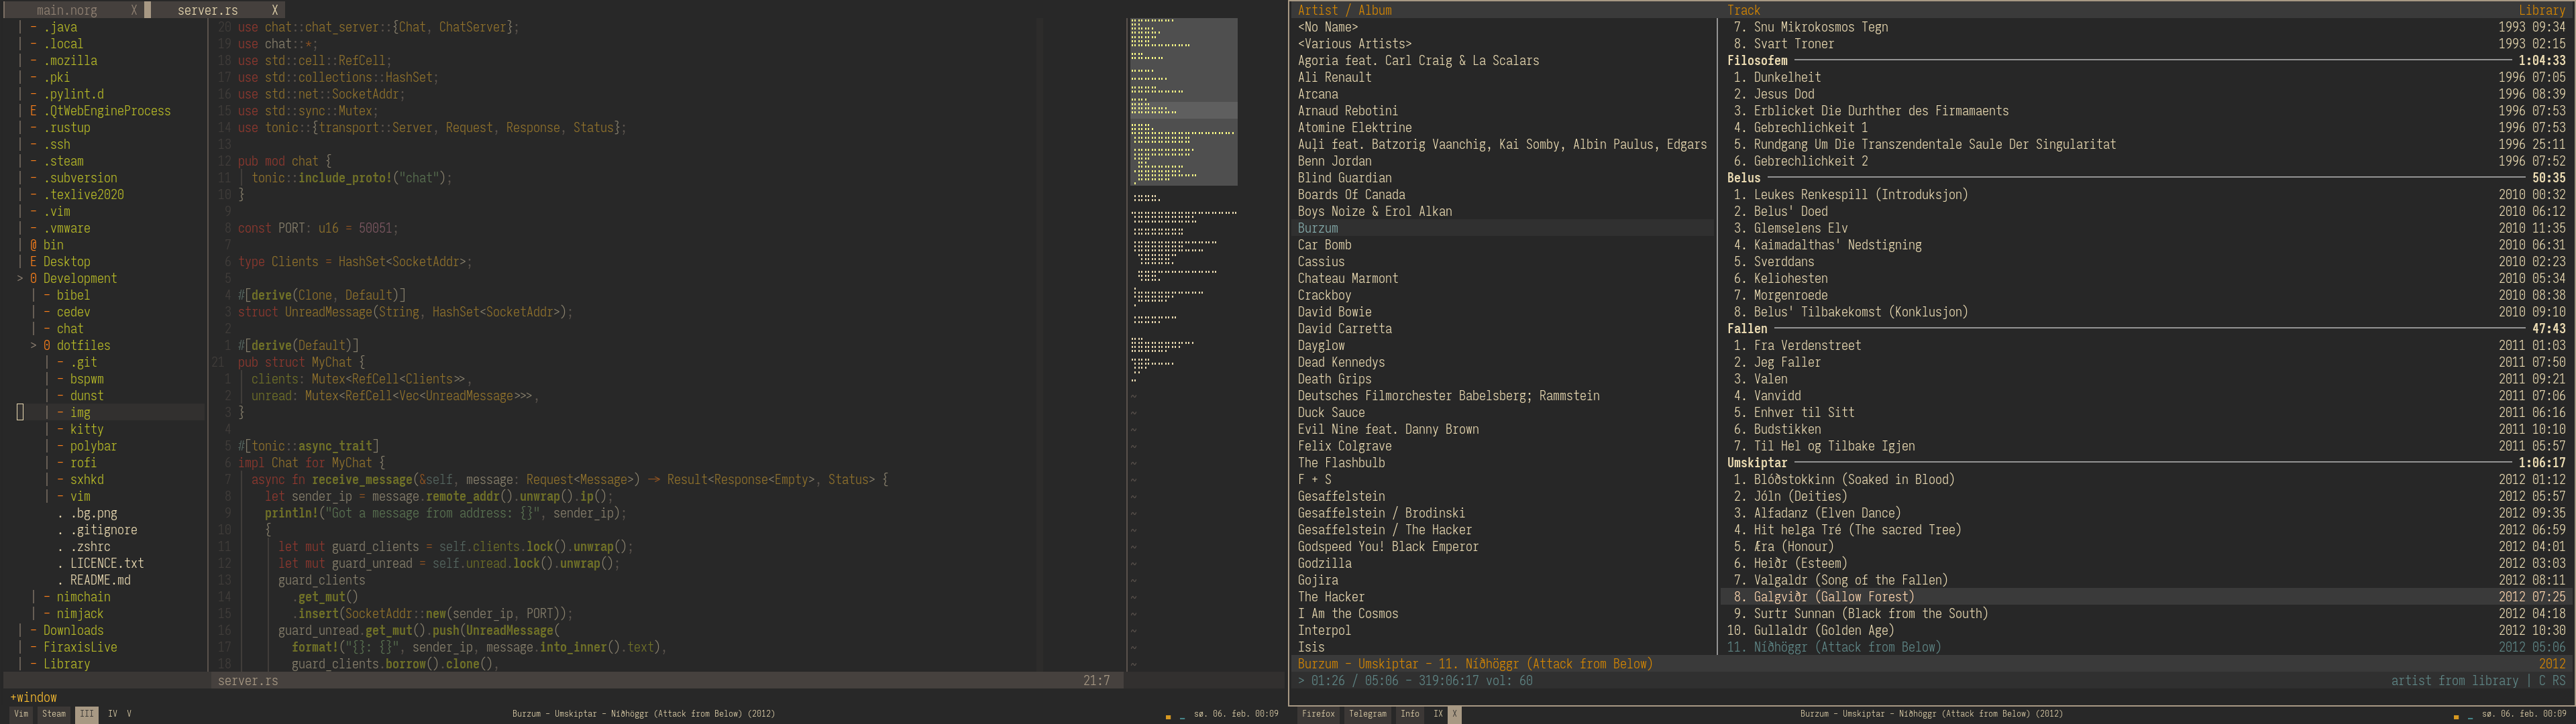 main.norg X server.rs X
│ - .java
│ - .local
│ - .mozilla
│ - .pki
│ - .pylint.d
│ E .QtWebEngineProcess
│ - .rustup
│ - .ssh
│ - .steam
│ - .subversion
│ - .texlive2020
│ - .vim
│ - .vmware
│ @ bin
│ E Desktop
> 0 Development
│ - bibel
│ - cedev
│ - chat
> 0 dotfiles
│ - .git
│ - bspwm
│ - dunst
│ - img
│ - kitty
│ - polybar
│ - rofi
│ - sxhkd
│ - vim
. .bg.png
. .gitignore
. .zshrc
. LICENCE.txt
. README.md
│ - nimchain
│ - nimjack
│ - Downloads
│ - FiraxisLive
│ - Library
20 use chat::chat_server::{Chat, ChatServer};
19 use chat::*;
18 use std::cell::RefCell;
17 use std::collections::HashSet;
16 use std::net::SocketAddr;
15 use std::sync::Mutex;
14 use tonic::{transport::Server, Request, Response, Status};
13
12 pub mod chat {
11 tonic::include_proto!("chat");
10 }
9
8 const PORT: u16 = 50051;
7
6 type Clients = HashSet<SocketAddr>;
5
4 #[derive(Clone, Default)]
3 struct UnreadMessage(String, HashSet<SocketAddr>);
2
1 #[derive(Default)]
21 pub struct MyChat {
1 clients: Mutex<RefCell<Clients>>,
2 unread: Mutex<RefCell<Vec<UnreadMessage>>>,
3 }
4
5 #[tonic::async_trait]
6 impl Chat for MyChat {
7 async fn receive_message(&self, message: Request<Message>) -> Result<Response<Empty>, Status> {
8 let sender_ip = message.remote_addr().unwrap().ip();
9 println!("Got a message from address: {}", sender_ip);
10 {
11 let mut guard_clients = self.clients.lock().unwrap();
12 let mut guard_unread = self.unread.lock().unwrap();
13 guard_clients
14 .get_mut()
15 .insert(SocketAddr::new(sender_ip, PORT));
16 guard_unread.get_mut().push(UnreadMessage(
17 format!("{}: {}", sender_ip, message.into_inner().text),
18 guard_clients.borrow().clone(),
server.rs 21:7
+window
Vim Steam III IV V Burzum - Umskiptar - Níðhöggr (Attack from Below) (2012) sø. 06. feb. 00:09
Artist / Album
<No Name>
<Various Artists>
Agoria feat. Carl Craig & La Scalars
Ali Renault
Arcana
Arnaud Rebotini
Atomine Elektrine
Auļi feat. Batzorig Vaanchig, Kai Somby, Albin Paulus, Edgars
Benn Jordan
Blind Guardian
Boards Of Canada
Boys Noize & Erol Alkan
Burzum
Car Bomb
Cassius
Chateau Marmont
Crackboy
David Bowie
David Carretta
Dayglow
Dead Kennedys
Death Grips
Deutsches Filmorchester Babelsberg; Rammstein
Duck Sauce
Evil Nine feat. Danny Brown
Felix Colgrave
The Flashbulb
F + S
Gesaffelstein
Gesaffelstein / Brodinski
Gesaffelstein / The Hacker
Godspeed You! Black Emperor
Godzilla
Gojira
The Hacker
I Am the Cosmos
Interpol
Isis
Track Library
7. Snu Mikrokosmos Tegn 1993 09:34
8. Svart Troner 1993 02:15
Filosofem 1:04:33
1. Dunkelheit 1996 07:05
2. Jesus Dod 1996 08:39
3. Erblicket Die Durhther des Firmamaents 1996 07:53
4. Gebrechlichkeit 1 1996 07:53
5. Rundgang Um Die Transzendentale Saule Der Singularitat 1996 25:11
6. Gebrechlichkeit 2 1996 07:52
Belus 50:35
1. Leukes Renkespill (Introduksjon) 2010 00:32
2. Belus' Doed 2010 06:12
3. Glemselens Elv 2010 11:35
4. Kaimadalthas' Nedstigning 2010 06:31
5. Sverddans 2010 02:23
6. Keliohesten 2010 05:34
7. Morgenroede 2010 08:38
8. Belus' Tilbakekomst (Konklusjon) 2010 09:10
Fallen 47:43
1. Fra Verdenstreet 2011 01:03
2. Jeg Faller 2011 07:50
3. Valen 2011 09:21
4. Vanvidd 2011 07:06
5. Enhver til Sitt 2011 06:16
6. Budstikken 2011 10:10
7. Til Hel og Tilbake Igjen 2011 05:57
Umskiptar 1:06:17
1. Blóðstokkinn (Soaked in Blood) 2012 01:12
2. Jóln (Deities) 2012 05:57
3. Alfadanz (Elven Dance) 2012 09:35
4. Hit helga Tré (The sacred Tree) 2012 06:59
5. Æra (Honour) 2012 04:01
6. Heiðr (Esteem) 2012 03:03
7. Valgaldr (Song of the Fallen) 2012 08:11
8. Galgviðr (Gallow Forest) 2012 07:25
9. Surtr Sunnan (Black from the South) 2012 04:18
10. Gullaldr (Golden Age) 2012 10:30
11. Níðhöggr (Attack from Below) 2012 05:06
Burzum - Umskiptar - 11. Níðhöggr (Attack from Below) 2012
> 01:26 / 05:06 - 319:06:17 vol: 60 artist from library | C RS
Firefox Telegram Info IX X Burzum - Umskiptar - Níðhöggr (Attack from Below) (2012) sø. 06. feb. 00:09